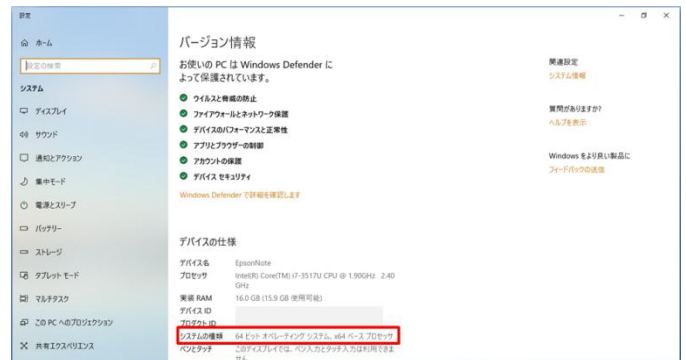 設定
ホーム
設定の検索
システム
ディスプレイ
サウンド
通知とアクション
集中モード
電源とスリープ
バッテリー
ストレージ
タブレット モード
マルチタスク
この PC へのプロジェクション
共有エクスペリエンス
バージョン情報
お使いの PC は Windows Defender に
よって保護されています。
ウイルスと脅威の防止
ファイアウォールとネットワーク保護
デバイスのパフォーマンスと正常性
アプリとブラウザーの制御
アカウントの保護
デバイス セキュリティ
Windows Defender で詳細を確認します
デバイスの仕様
デバイス名 EpsonNote
プロセッサ Intel(R) Core(TM) i7-3517U CPU @ 1.90GHz 2.40
GHz
実装 RAM 16.0 GB (15.9 GB 使用可能)
デバイス ID
プロダクト ID
システムの種類 64 ビット オペレーティング システム、x64 ベース プロセッサ
ペンとタッチ このディスプレイでは、ペン入力とタッチ入力は利用できま
せん
関連設定
システム情報
質問がありますか?
ヘルプを表示
Windows をより良い製品に
フィードバックの送信